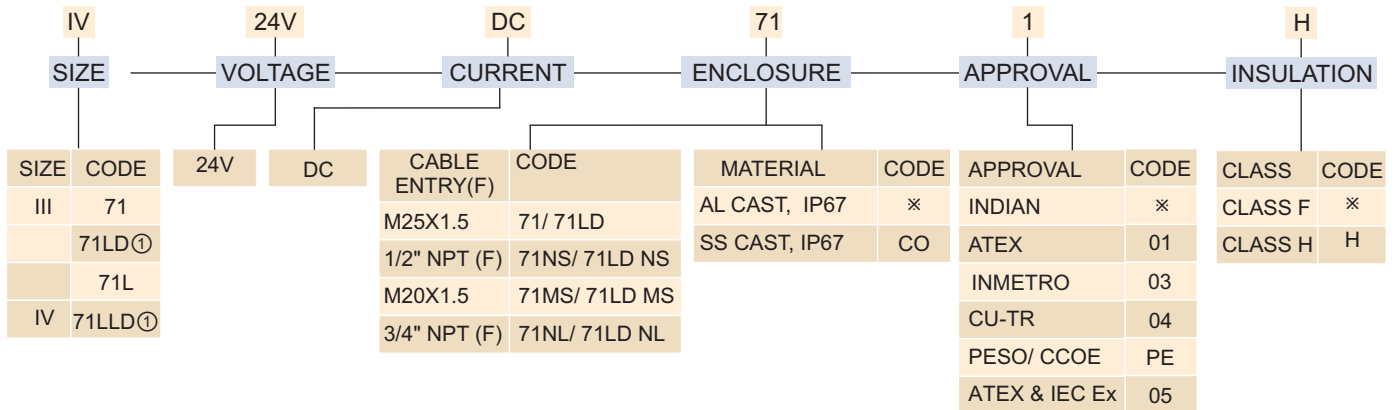 IV 24V DC 71 1 H
SIZE VOLTAGE CURRENT ENCLOSURE APPROVAL INSULATION
SIZE CODE
III 71
71LD①
71L
IV 71LLD①
24V
DC
CABLE ENTRY(F) CODE
M25X1.5 71/ 71LD
1/2" NPT (F) 71NS/ 71LD NS
M20X1.5 71MS/ 71LD MS
3/4" NPT (F) 71NL/ 71LD NL
MATERIAL CODE
AL CAST, IP67 ※
SS CAST, IP67 CO
APPROVAL CODE
INDIAN ※
ATEX 01
INMETRO 03
CU-TR 04
PESO/ CCOE PE
ATEX & IEC Ex 05
CLASS CODE
CLASS F ※
CLASS H H